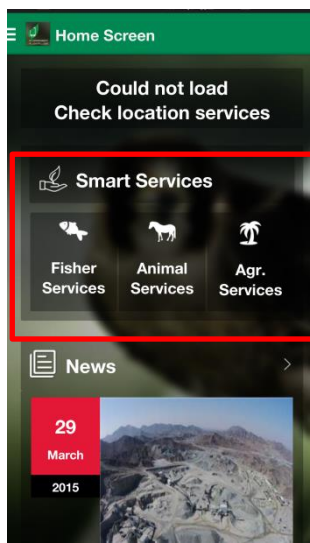 Home Screen
Could not load
Check location services
Smart Services
Fisher
Services
Animal
Services
Agr.
Services
News
29
March
2015